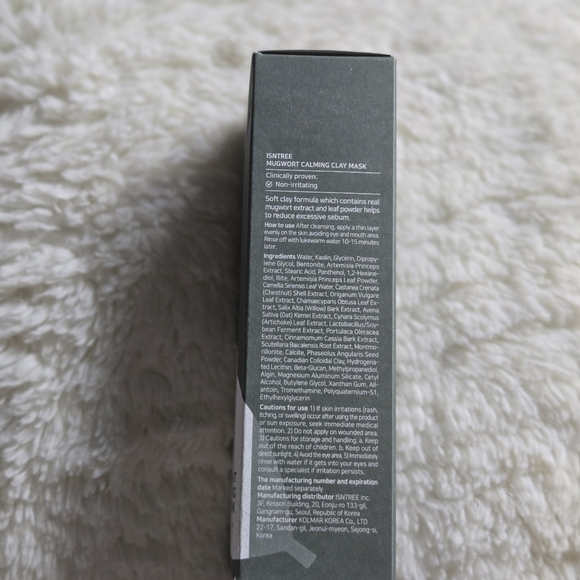 ISNTREE
MUGWORT CALMING CLAY MASK
Clinically proven:
Non-irritating
Soft clay formula which contains real
mugwort extract and leaf powder helps
to reduce excessive sebum.
How to use After cleansing, apply a thin layer
evenly on the skin avoiding eye and mouth area.
Rinse off with lukewarm water 10-15 minutes
later.
Ingredients Water, Kaolin, Glycerin, Dipropy-
lene Glycol, Bentonite, Artemisia Princeps
Extract, Stearic Acid, Panthenol, 1,2-Hexane-
diol, Illite, Artemisia Princeps Leaf Powder,
Camellia Sinensis Leaf Water, Castanea Crenata
(Chestnut) Shell Extract, Origanum Vulgare
Leaf Extract, Chamaecyparis Obtusa Leaf Ex-
tract, Salix Alba (Willow) Bark Extract, Avena
Sativa (Oat) Kernel Extract, Cynara Scolymus
(Artichoke) Leaf Extract, Lactobacillus/Soy-
bean Ferment Extract, Portulaca Oleracea
Extract, Cinnamomum Cassia Bark Extract,
Scutellaria Baicalensis Root Extract, Montmo-
rillonite, Calcite, Phaseolus Angularis Seed
Powder, Canadian Colloidal Clay, Hydrogena-
ted Lecithin, Beta-Glucan, Methylpropanediol,
Algin, Magnesium Aluminum Silicate, Cetyl
Alcohol, Butylene Glycol, Xanthan Gum, All-
antoin, Tromethamine, Polyquaternium-51,
Ethylhexylglycerin
Cautions for use 1) If skin irritations (rash,
itching, or swelling) occur after using the product
or sun exposure, seek immediate medical
attention. 2) Do not apply on wounded area.
3) Cautions for storage and handling. a. Keep
out of the reach of children. b. Keep out of
direct sunlight. 4) Avoid the eye area. 5) Immediately
rinse with water if it gets into your eyes and
consult a specialist if irritation persists.
The manufacturing number and expiration
date Marked separately
Manufacturing distributor ISNTREE Inc.
3F, Kesson building, 20, Eonju-ro 133-gil,
Gangnam-gu, Seoul, Republic of Korea
Manufacturer KOLMAR KOREA Co., LTD
22-17, Sandan-gil, Jeonui-myeon, Sejong-si,
Korea